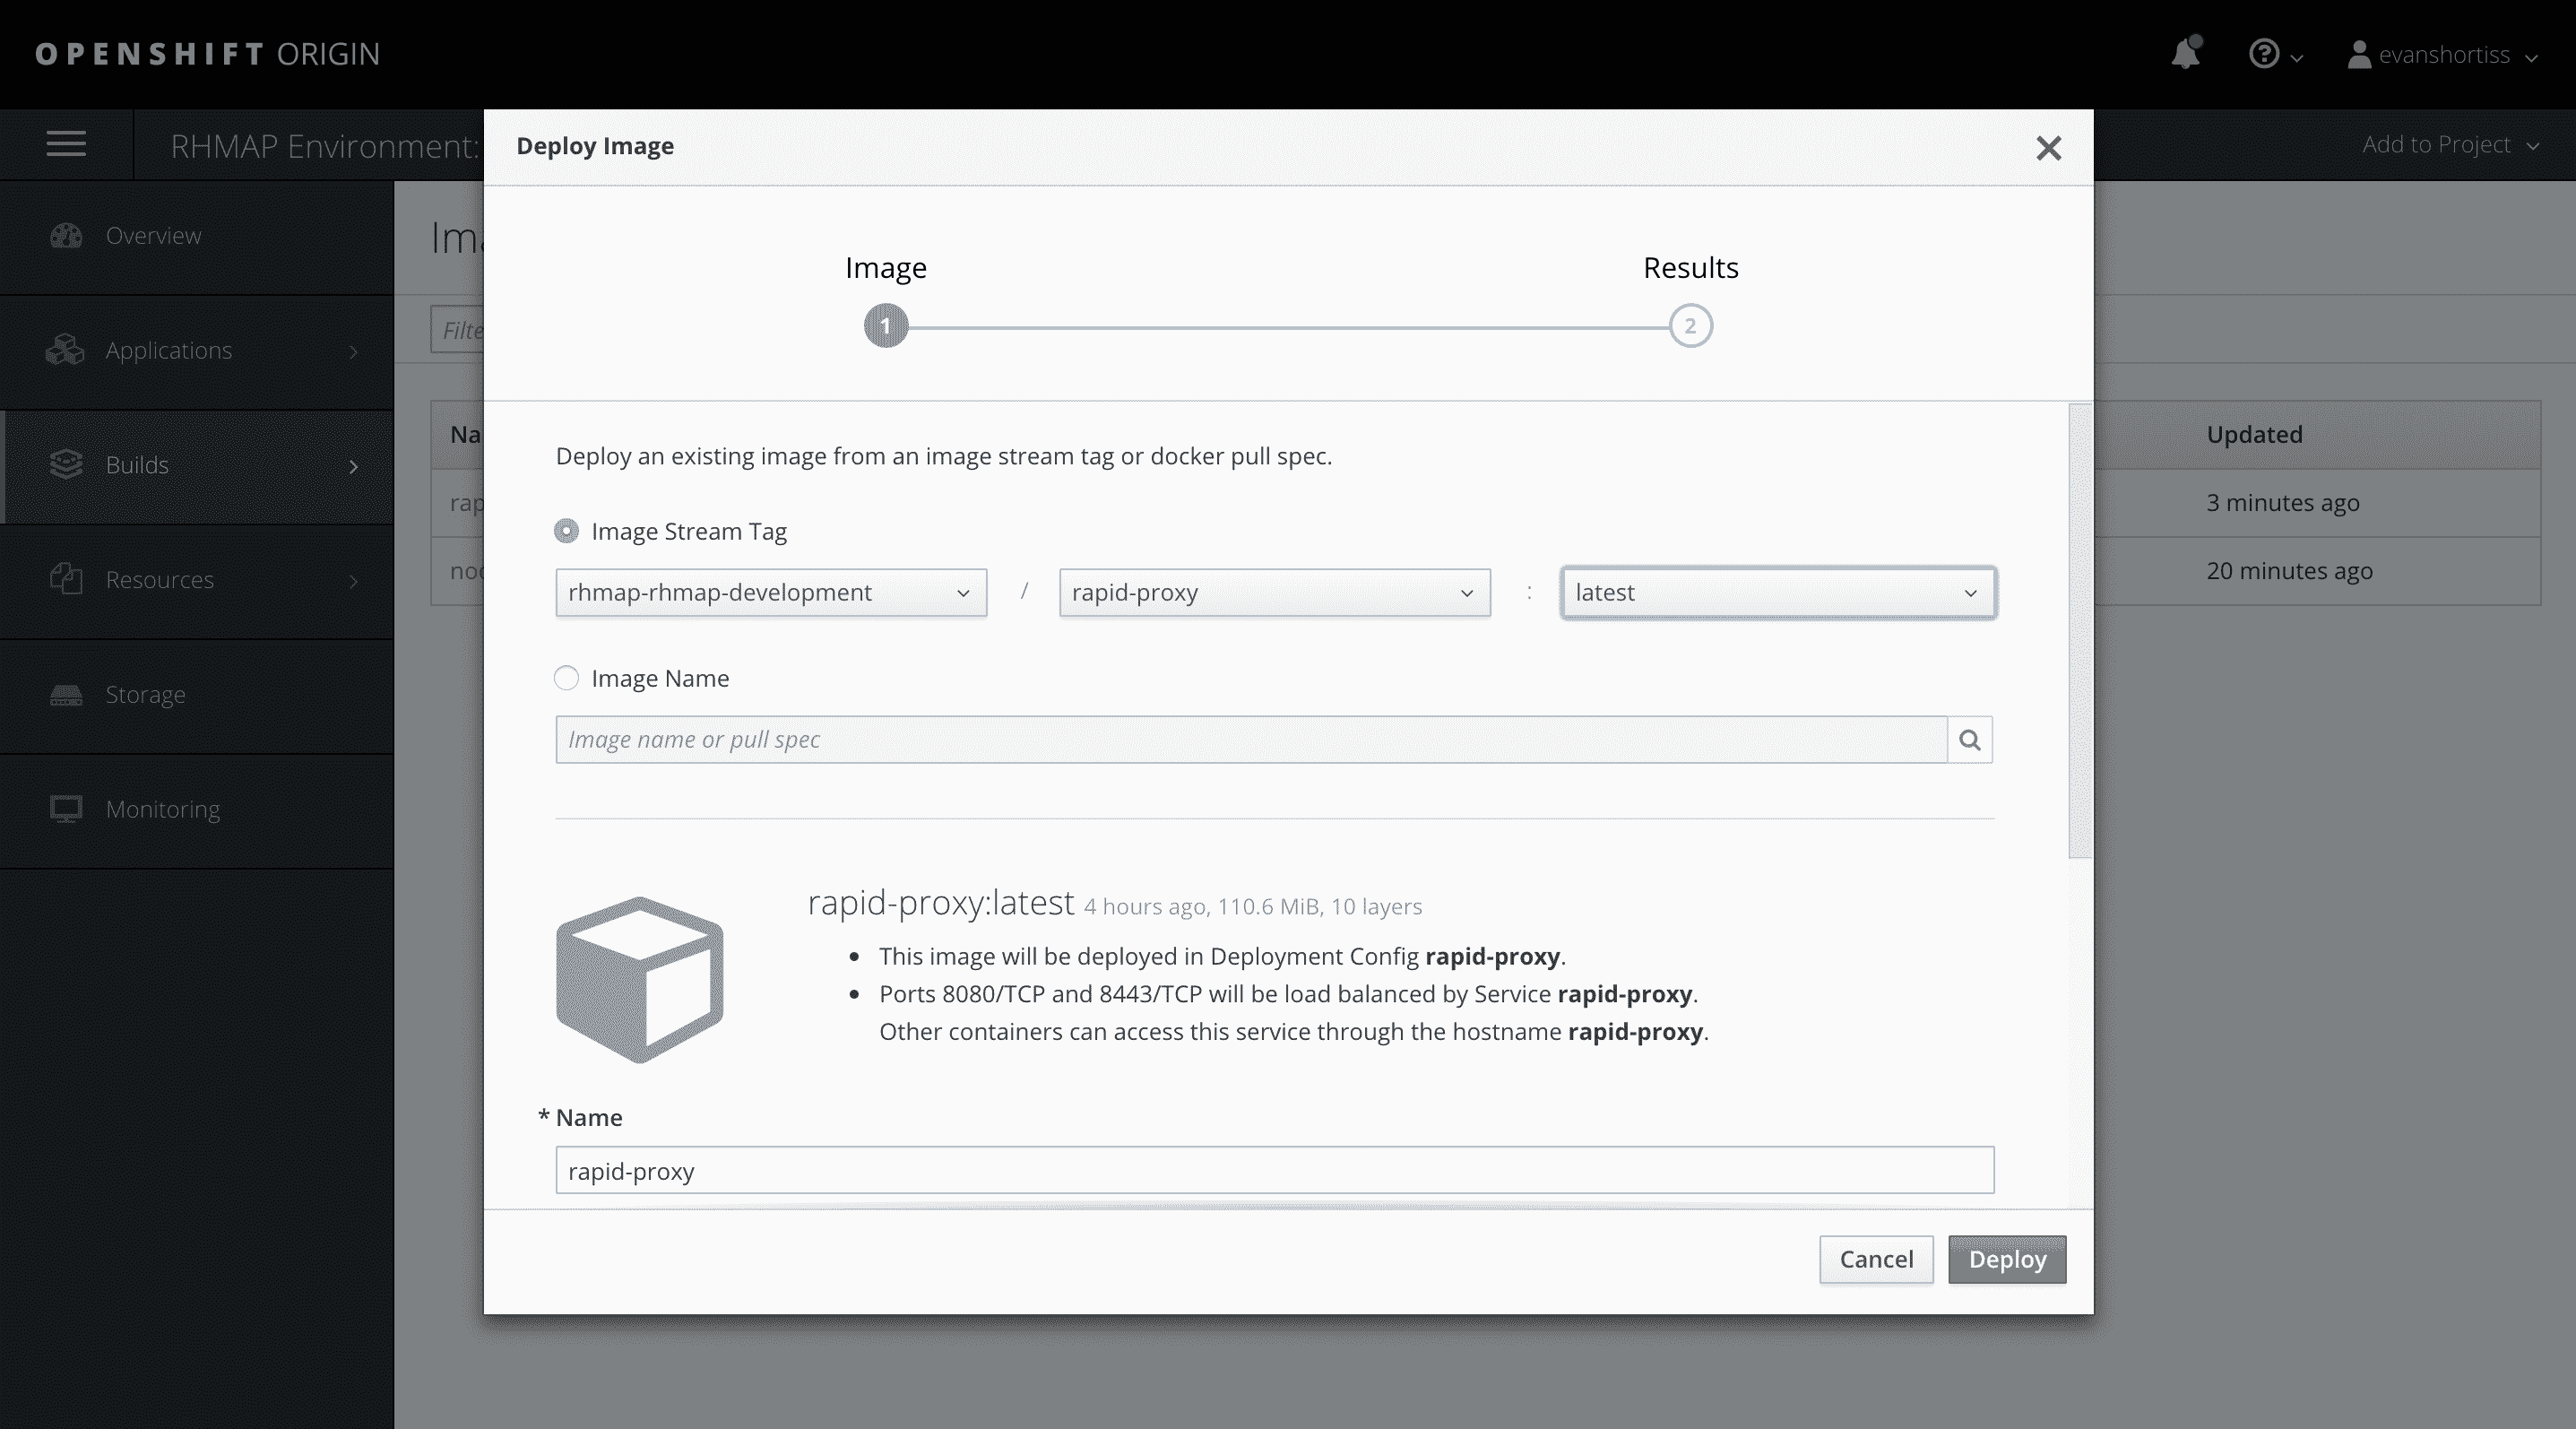 OPENSHIFT ORIGIN
evanshortiss
RHMAP Environment:
Add to Project
Deploy Image
Overview
Applications
Builds
Resources
Storage
Monitoring
Image
Results
1
2
Updated
3 minutes ago
20 minutes ago
Deploy an existing image from an image stream tag or docker pull spec.
Image Stream Tag
rhmap-rhmap-development / rapid-proxy : latest
Image Name
Image name or pull spec
rapid-proxy:latest 4 hours ago, 110.6 MiB, 10 layers
• This image will be deployed in Deployment Config rapid-proxy.
• Ports 8080/TCP and 8443/TCP will be load balanced by Service rapid-proxy.
Other containers can access this service through the hostname rapid-proxy.
* Name
rapid-proxy
Cancel
Deploy